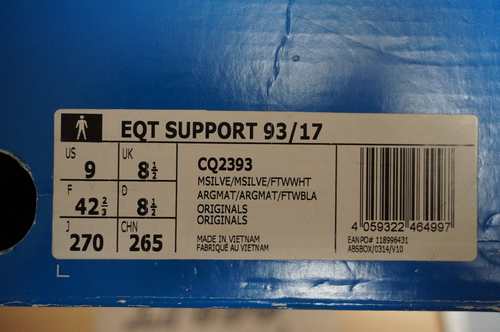 EQT SUPPORT 93/17
US 9 UK 8½
F 42⅔ D 8½
J 270 CHN 265
CQ2393
MSILVE/MSILVE/FTWWHT
ARGMAT/ARGMAT/FTWBLA
ORIGINALS
ORIGINALS
MADE IN VIETNAM
FABRIQUÉ AU VIETNAM
4 059322 464997
EAN PO# 118996431
ABSBOX/0314/V10